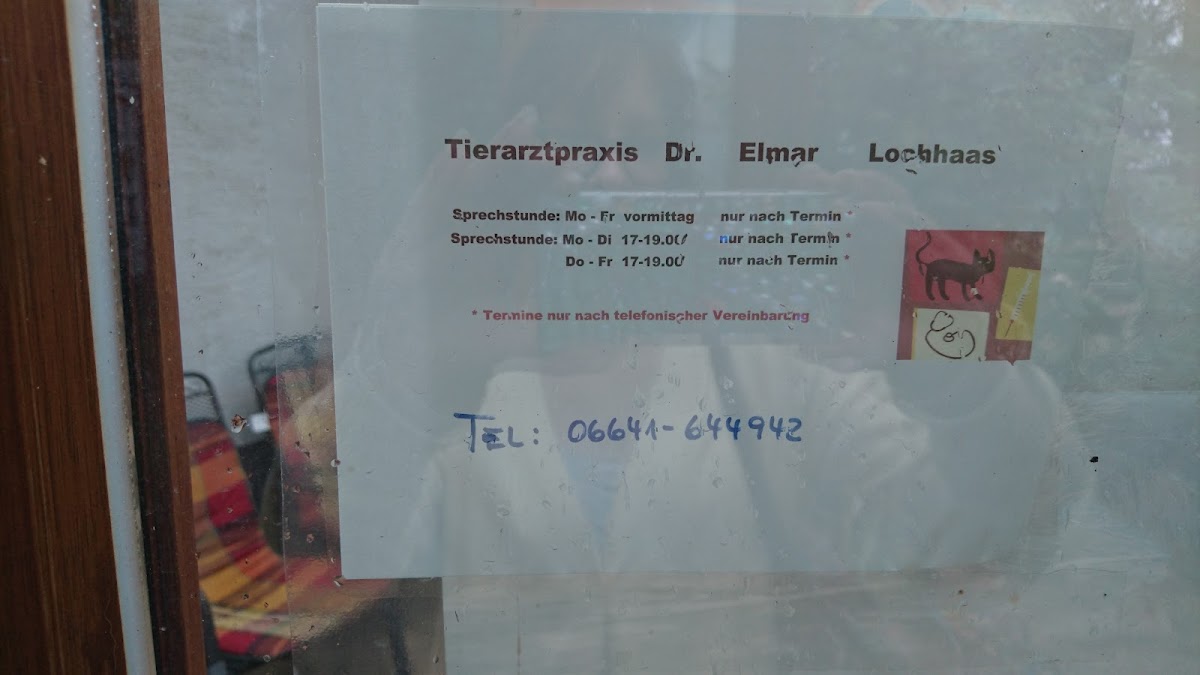 Tierarztpraxis Dr. Elmar Lochhaas
Sprechstunde: Mo - Fr vormittag nur nach Termin *
Sprechstunde: Mo - Di 17-19.00 nur nach Termin *
Do - Fr 17-19.00 nur nach Termin *
* Termine nur nach telefonischer Vereinbarung
TEL: 06641-644942